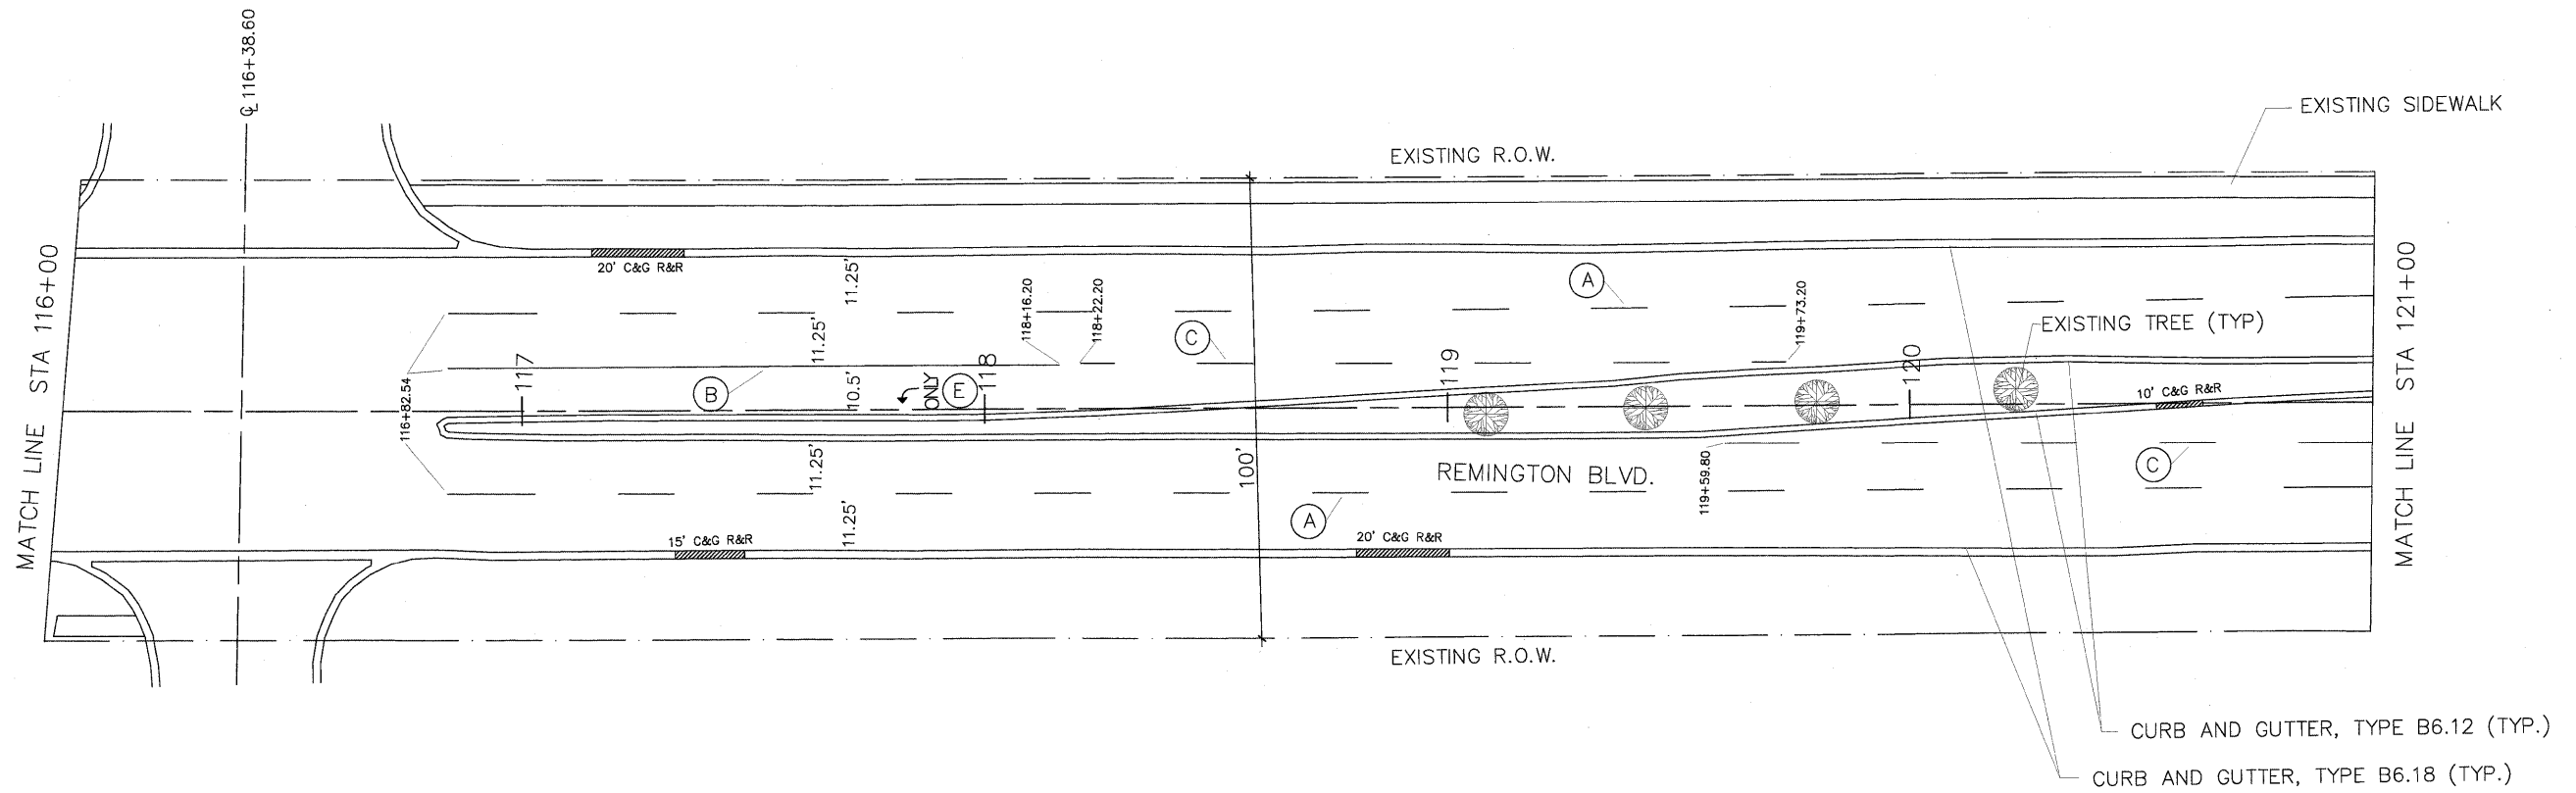 ℄ 116+38.60
EXISTING SIDEWALK
EXISTING R.O.W.
MATCH LINE STA 116+00
20' C&G R&R
11.25'
11.25'
118+16.20
118+22.20
A
119+73.20
C
EXISTING TREE (TYP)
116+82.54
117
B
10.5'
ONLY
E
118
119
120
10' C&G R&R
MATCH LINE STA 121+00
11.25'
11.25'
100'
REMINGTON BLVD.
119+59.80
C
A
15' C&G R&R
20' C&G R&R
EXISTING R.O.W.
CURB AND GUTTER, TYPE B6.12 (TYP.)
CURB AND GUTTER, TYPE B6.18 (TYP.)